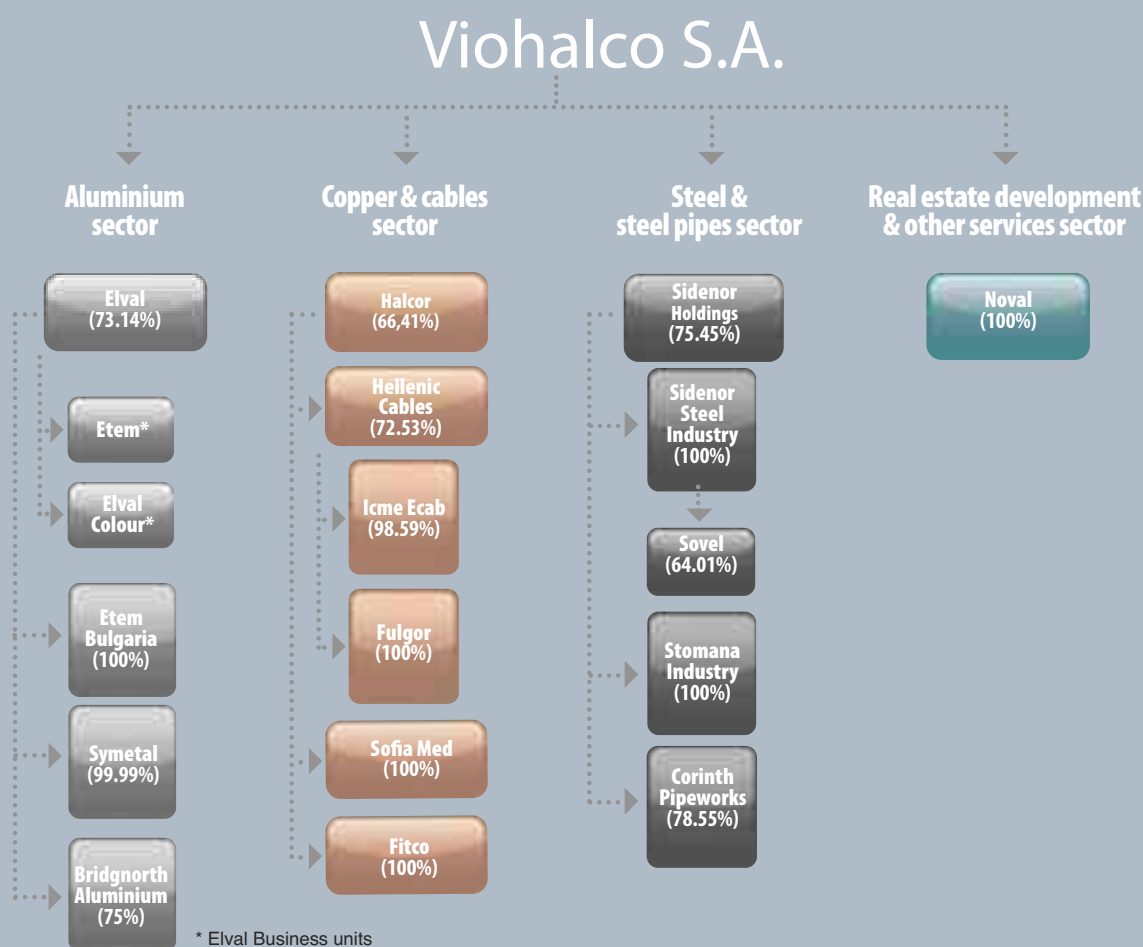 Viohalco S.A.
Aluminium
sector
Elval
(73.14%)
Etem*
Elval
Colour*
Etem
Bulgaria
(100%)
Symetal
(99.99%)
Bridgnorth
Aluminium
(75%)
* Elval Business units
Copper & cables
sector
Halcor
(66,41%)
Hellenic
Cables
(72.53%)
Icme Ecab
(98.59%)
Fulgor
(100%)
Sofia Med
(100%)
Fitco
(100%)
Steel &
steel pipes sector
Sidenor
Holdings
(75.45%)
Sidenor
Steel
Industry
(100%)
Sovel
(64.01%)
Stomana
Industry
(100%)
Corinth
Pipeworks
(78.55%)
Real estate development
& other services sector
Noval
(100%)